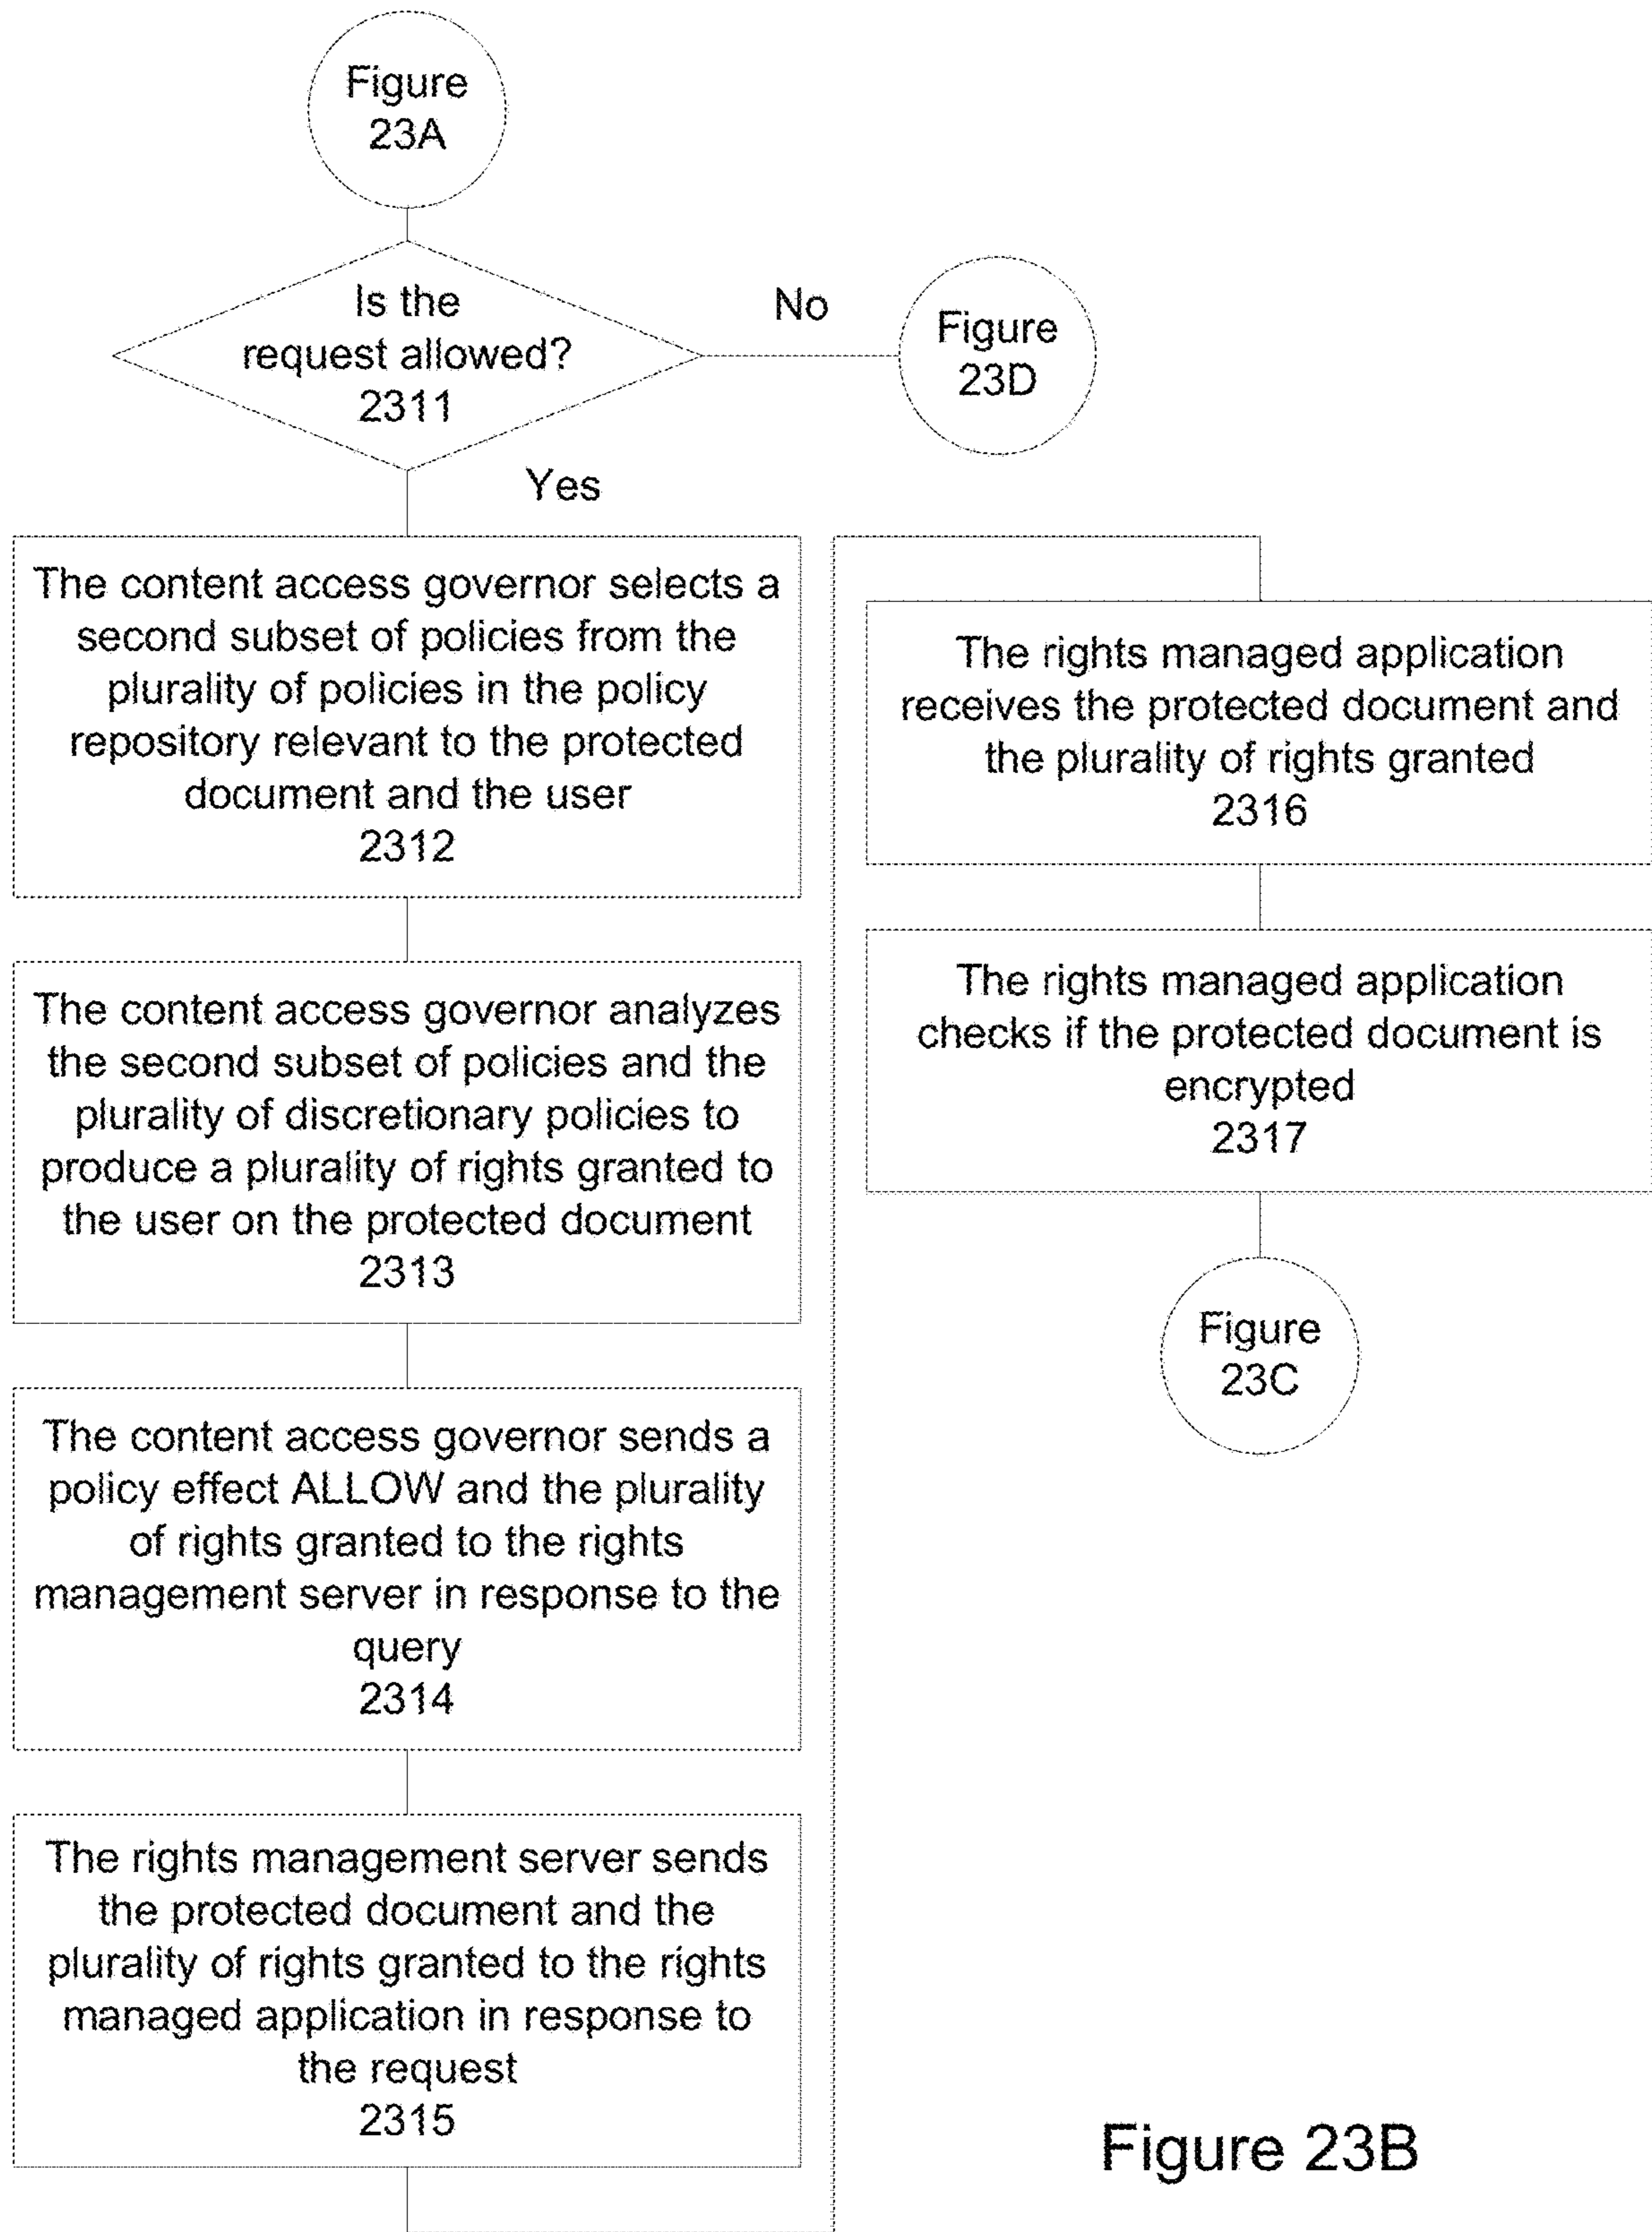 Figure
23A
Is the
request allowed?
2311
No
Figure
23D
Yes
The content access governor selects a
second subset of policies from the
plurality of policies in the policy
repository relevant to the protected
document and the user
2312
The content access governor analyzes
the second subset of policies and the
plurality of discretionary policies to
produce a plurality of rights granted to
the user on the protected document
2313
The content access governor sends a
policy effect ALLOW and the plurality
of rights granted to the rights
management server in response to the
query
2314
The rights management server sends
the protected document and the
plurality of rights granted to the rights
managed application in response to
the request
2315
The rights managed application
receives the protected document and
the plurality of rights granted
2316
The rights managed application
checks if the protected document is
encrypted
2317
Figure
23C
Figure 23B